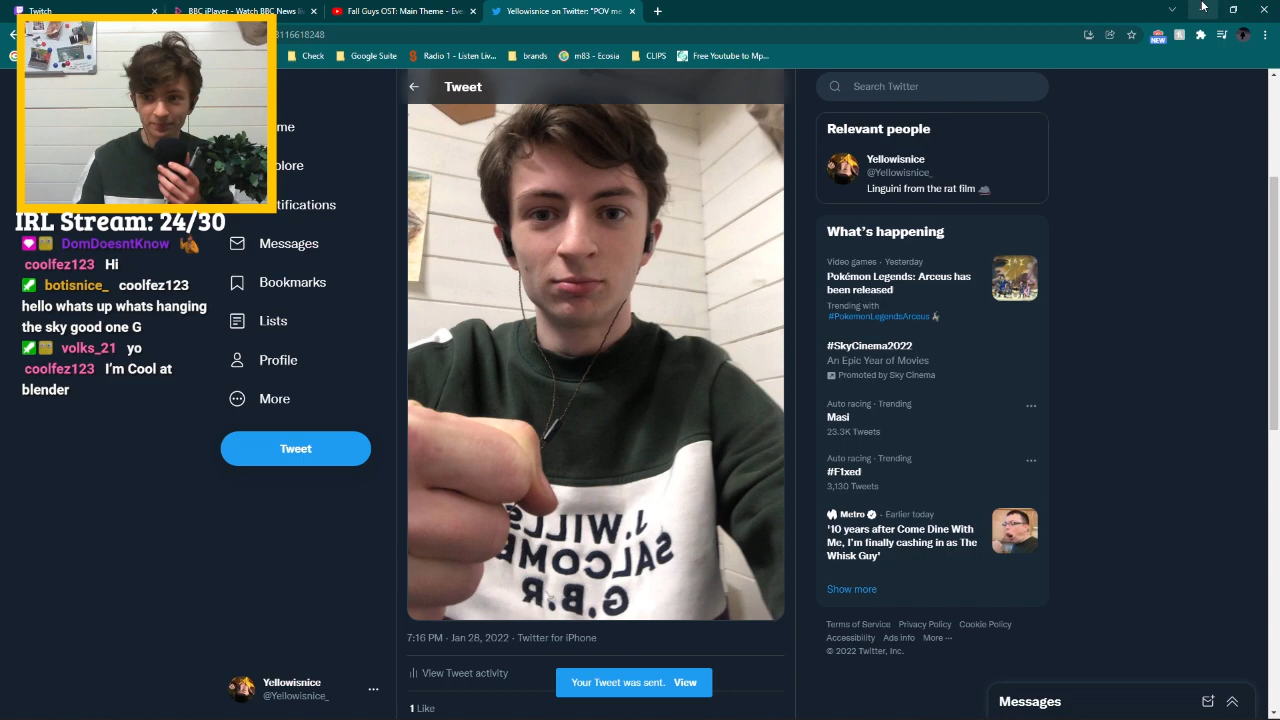 Twitch
BBC iPlayer - Watch BBC News li
Fall Guys OST: Main Theme - Ev
Yellowisnice on Twitter: "POV me
3116618248
Check
Google Suite
Radio 1 - Listen Liv...
brands
m83 - Ecosia
CLIPS
Free Youtube to Mp...
NEW
Tweet
Search Twitter
me
plore
tifications
Messages
Bookmarks
Lists
Profile
More
Tweet
IRL Stream: 24/30
DomDoesntKnow
coolfez123 Hi
botisnice_ coolfez123
hello whats up whats hanging
the sky good one G
volks_21 yo
coolfez123 I'm Cool at
blender
J.WILLS
SALCOMB
G.B.R
7:16 PM · Jan 28, 2022 · Twitter for iPhone
View Tweet activity
Your Tweet was sent. View
1 Like
Relevant people
Yellowisnice
@Yellowisnice_
Linguini from the rat film
What's happening
Video games · Yesterday
Pokémon Legends: Arceus has
been released
Trending with
#PokemonLegendsArceus
#SkyCinema2022
An Epic Year of Movies
Promoted by Sky Cinema
Auto racing · Trending
Masi
23.3K Tweets
Auto racing · Trending
#F1xed
3,130 Tweets
Metro · Earlier today
'10 years after Come Dine With
Me, I'm finally cashing in as The
Whisk Guy'
Show more
Terms of Service Privacy Policy Cookie Policy
Accessibility Ads info More ···
© 2022 Twitter, Inc.
Yellowisnice
@Yellowisnice_
Messages